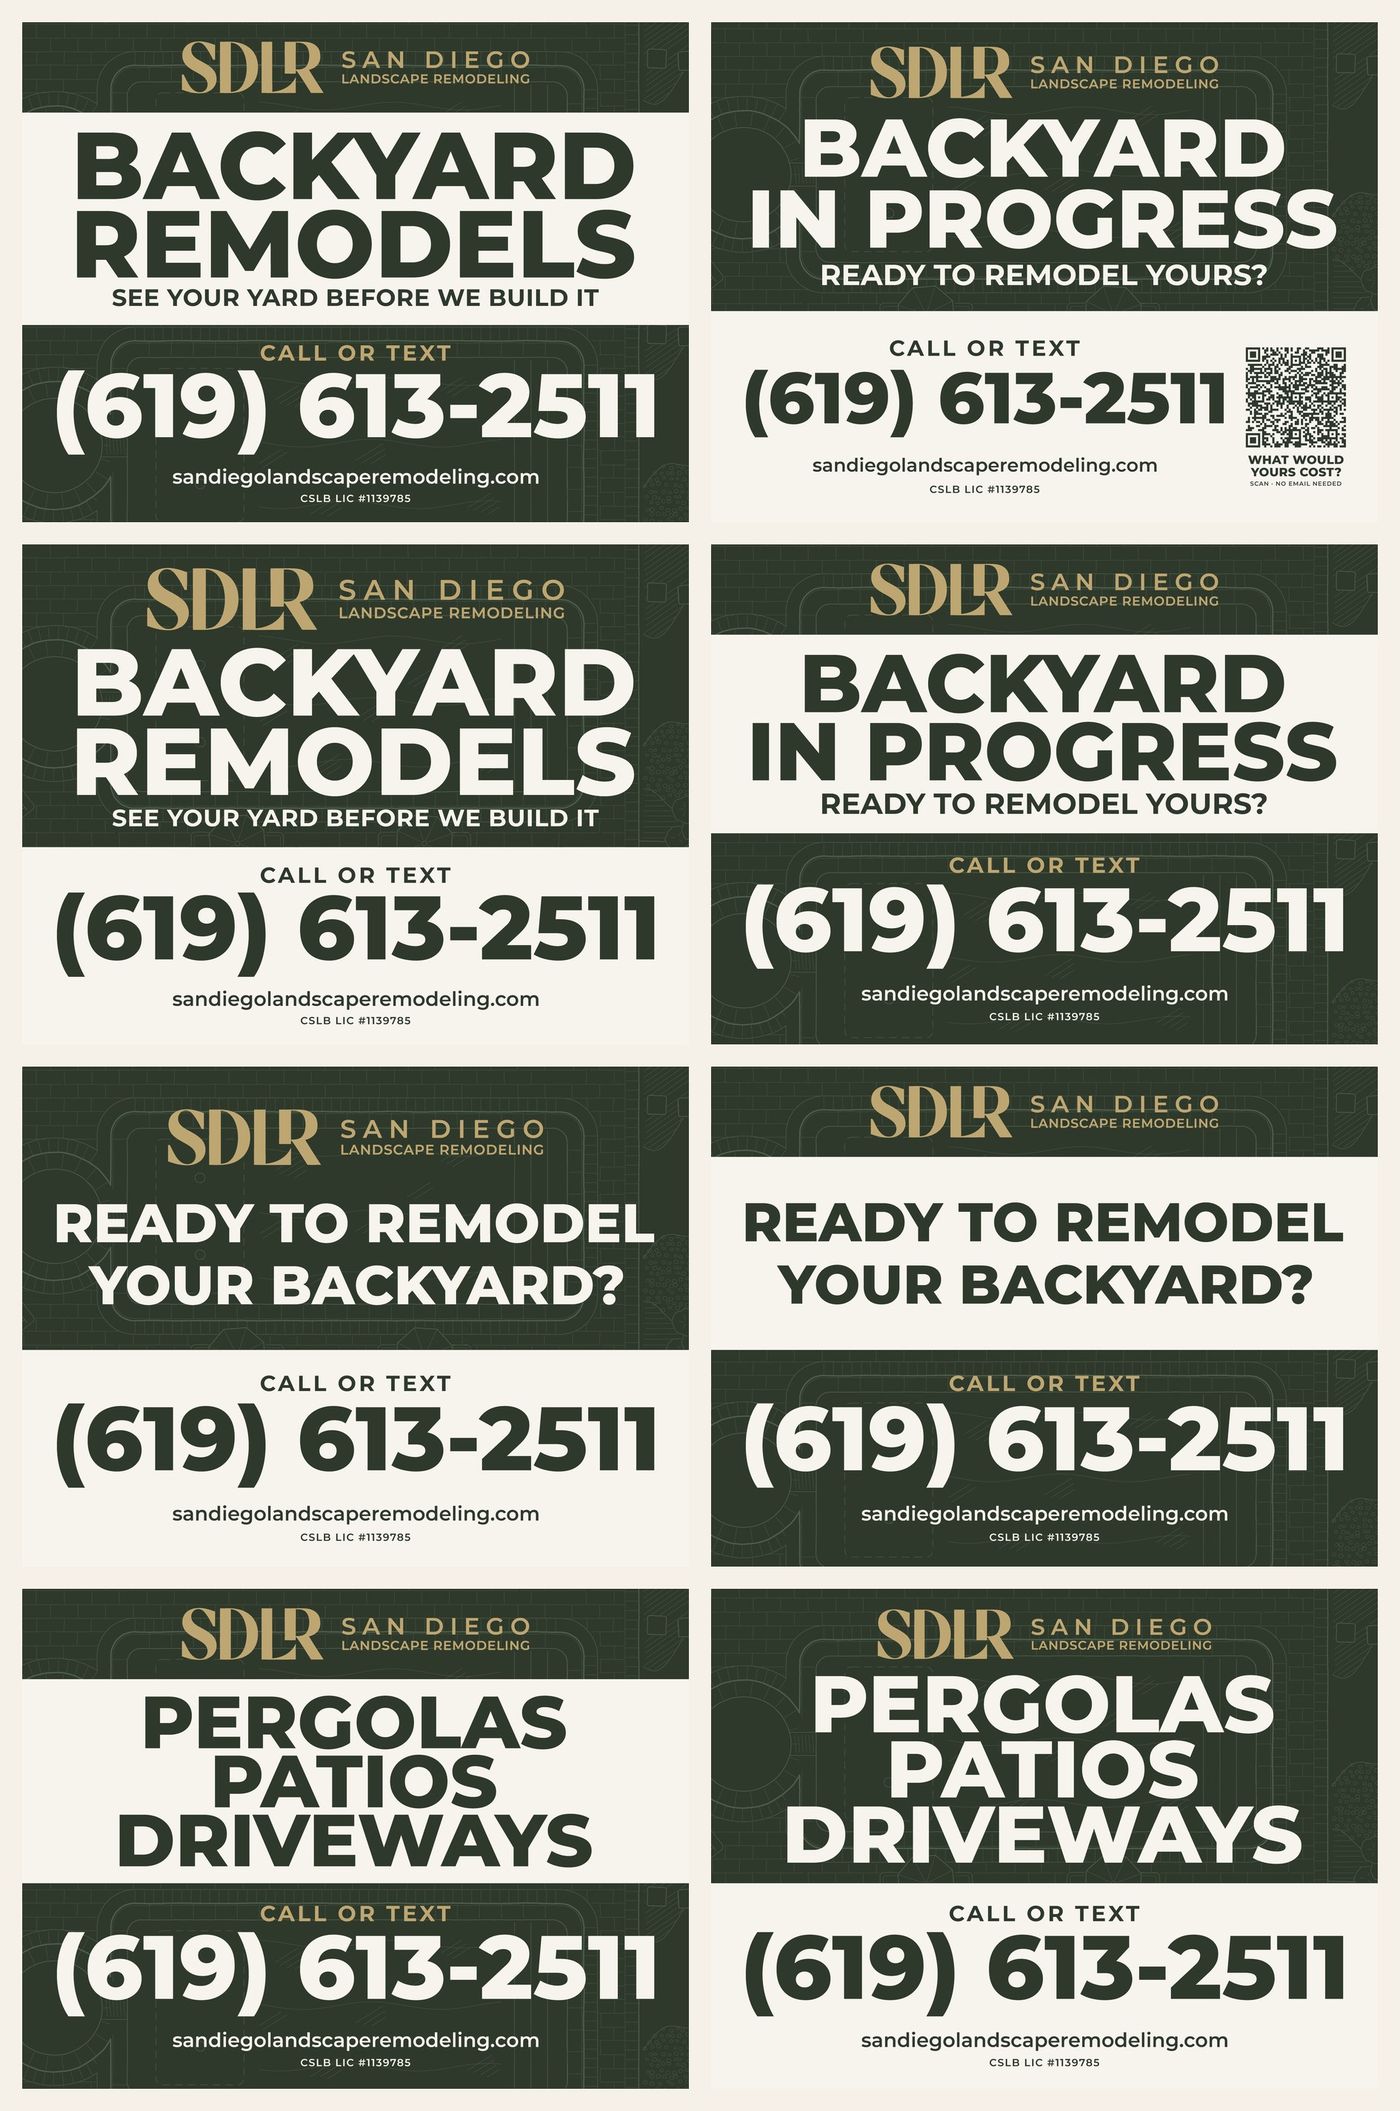 SDLR SAN DIEGO
LANDSCAPE REMODELING
BACKYARD
REMODELS
SEE YOUR YARD BEFORE WE BUILD IT
CALL OR TEXT
(619) 613-2511
sandiegolandscaperemodeling.com
CSLB LIC #1139785
SDLR SAN DIEGO
LANDSCAPE REMODELING
BACKYARD
IN PROGRESS
READY TO REMODEL YOURS?
CALL OR TEXT
(619) 613-2511
sandiegolandscaperemodeling.com
CSLB LIC #1139785
WHAT WOULD
YOURS COST?
SCAN · NO EMAIL NEEDED
SDLR SAN DIEGO
LANDSCAPE REMODELING
BACKYARD
REMODELS
SEE YOUR YARD BEFORE WE BUILD IT
CALL OR TEXT
(619) 613-2511
sandiegolandscaperemodeling.com
CSLB LIC #1139785
SDLR SAN DIEGO
LANDSCAPE REMODELING
BACKYARD
IN PROGRESS
READY TO REMODEL YOURS?
CALL OR TEXT
(619) 613-2511
sandiegolandscaperemodeling.com
CSLB LIC #1139785
SDLR SAN DIEGO
LANDSCAPE REMODELING
READY TO REMODEL
YOUR BACKYARD?
CALL OR TEXT
(619) 613-2511
sandiegolandscaperemodeling.com
CSLB LIC #1139785
SDLR SAN DIEGO
LANDSCAPE REMODELING
READY TO REMODEL
YOUR BACKYARD?
CALL OR TEXT
(619) 613-2511
sandiegolandscaperemodeling.com
CSLB LIC #1139785
SDLR SAN DIEGO
LANDSCAPE REMODELING
PERGOLAS
PATIOS
DRIVEWAYS
CALL OR TEXT
(619) 613-2511
sandiegolandscaperemodeling.com
CSLB LIC #1139785
SDLR SAN DIEGO
LANDSCAPE REMODELING
PERGOLAS
PATIOS
DRIVEWAYS
CALL OR TEXT
(619) 613-2511
sandiegolandscaperemodeling.com
CSLB LIC #1139785